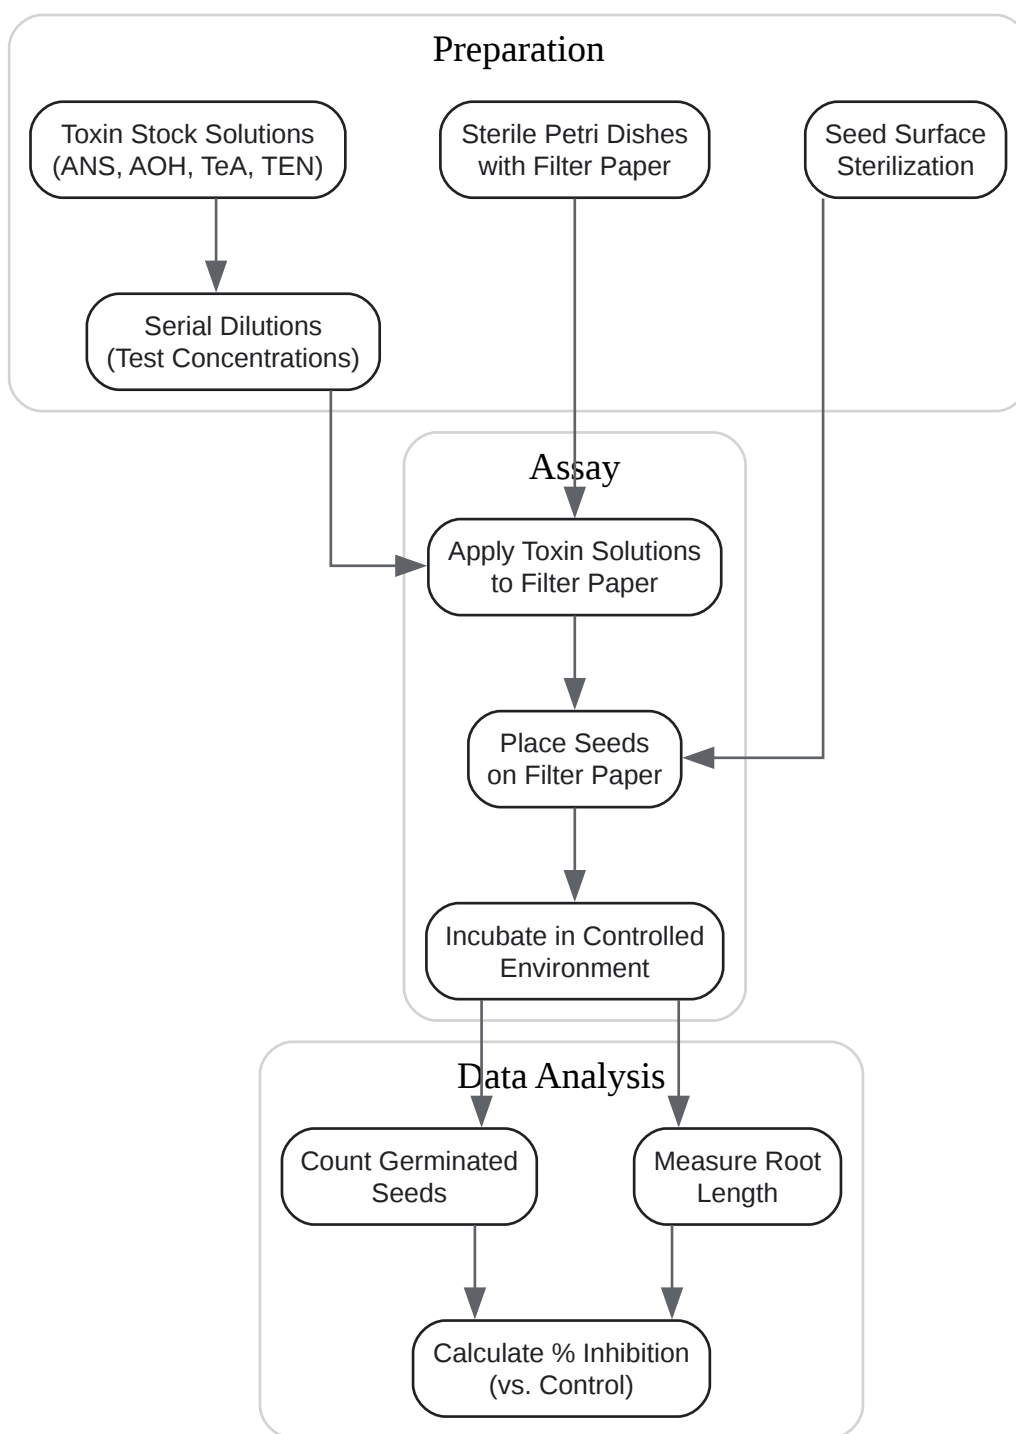 Preparation
Toxin Stock Solutions
(ANS, AOH, TeA, TEN)
Sterile Petri Dishes
with Filter Paper
Seed Surface
Sterilization
Serial Dilutions
(Test Concentrations)
Assay
Apply Toxin Solutions
to Filter Paper
Place Seeds
on Filter Paper
Incubate in Controlled
Environment
Data Analysis
Count Germinated
Seeds
Measure Root
Length
Calculate % Inhibition
(vs. Control)